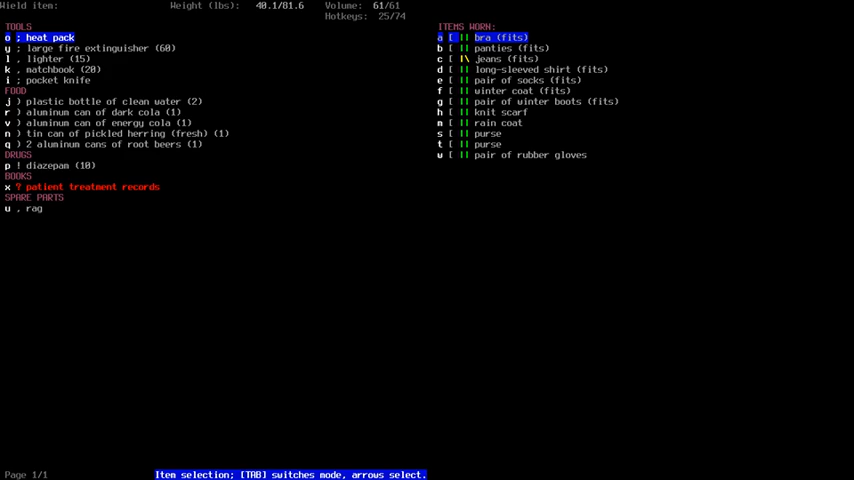 Wield item: Weight (lbs): 40.1/81.6 Volume: 61/61
Hotkeys: 25/74
TOOLS
o ; heat pack
y ; large fire extinguisher (60)
l , lighter (15)
k , matchbook (20)
i ; pocket knife
FOOD
j ) plastic bottle of clean water (2)
r ) aluminum can of dark cola (1)
v ) aluminum can of energy cola (1)
n ) tin can of pickled herring (fresh) (1)
q ) 2 aluminum cans of root beers (1)
DRUGS
p ! diazepam (10)
BOOKS
x ? patient treatment records
SPARE PARTS
u , rag
ITEMS WORN:
a [ || bra (fits)
b [ || panties (fits)
c [ |\ jeans (fits)
d [ || long-sleeved shirt (fits)
e [ || pair of socks (fits)
f [ || winter coat (fits)
g [ || pair of winter boots (fits)
h [ || knit scarf
m [ || rain coat
s [ || purse
t [ || purse
w [ || pair of rubber gloves
Page 1/1
Item selection; [TAB] switches mode, arrows select.